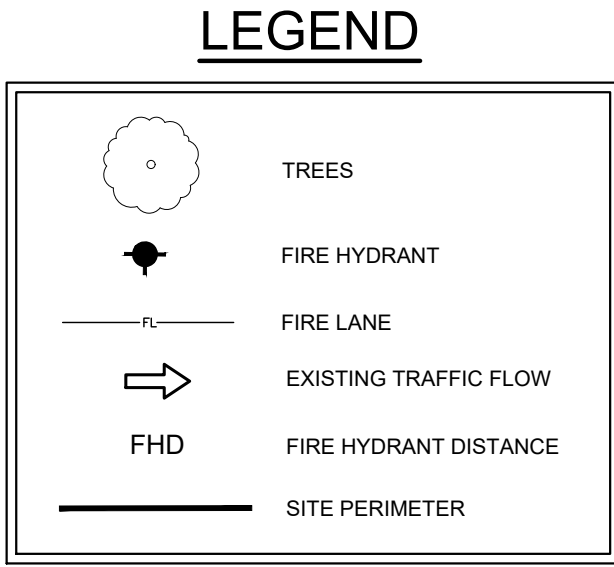 LEGEND
TREES
FIRE HYDRANT
FL FIRE LANE
EXISTING TRAFFIC FLOW
FHD FIRE HYDRANT DISTANCE
SITE PERIMETER